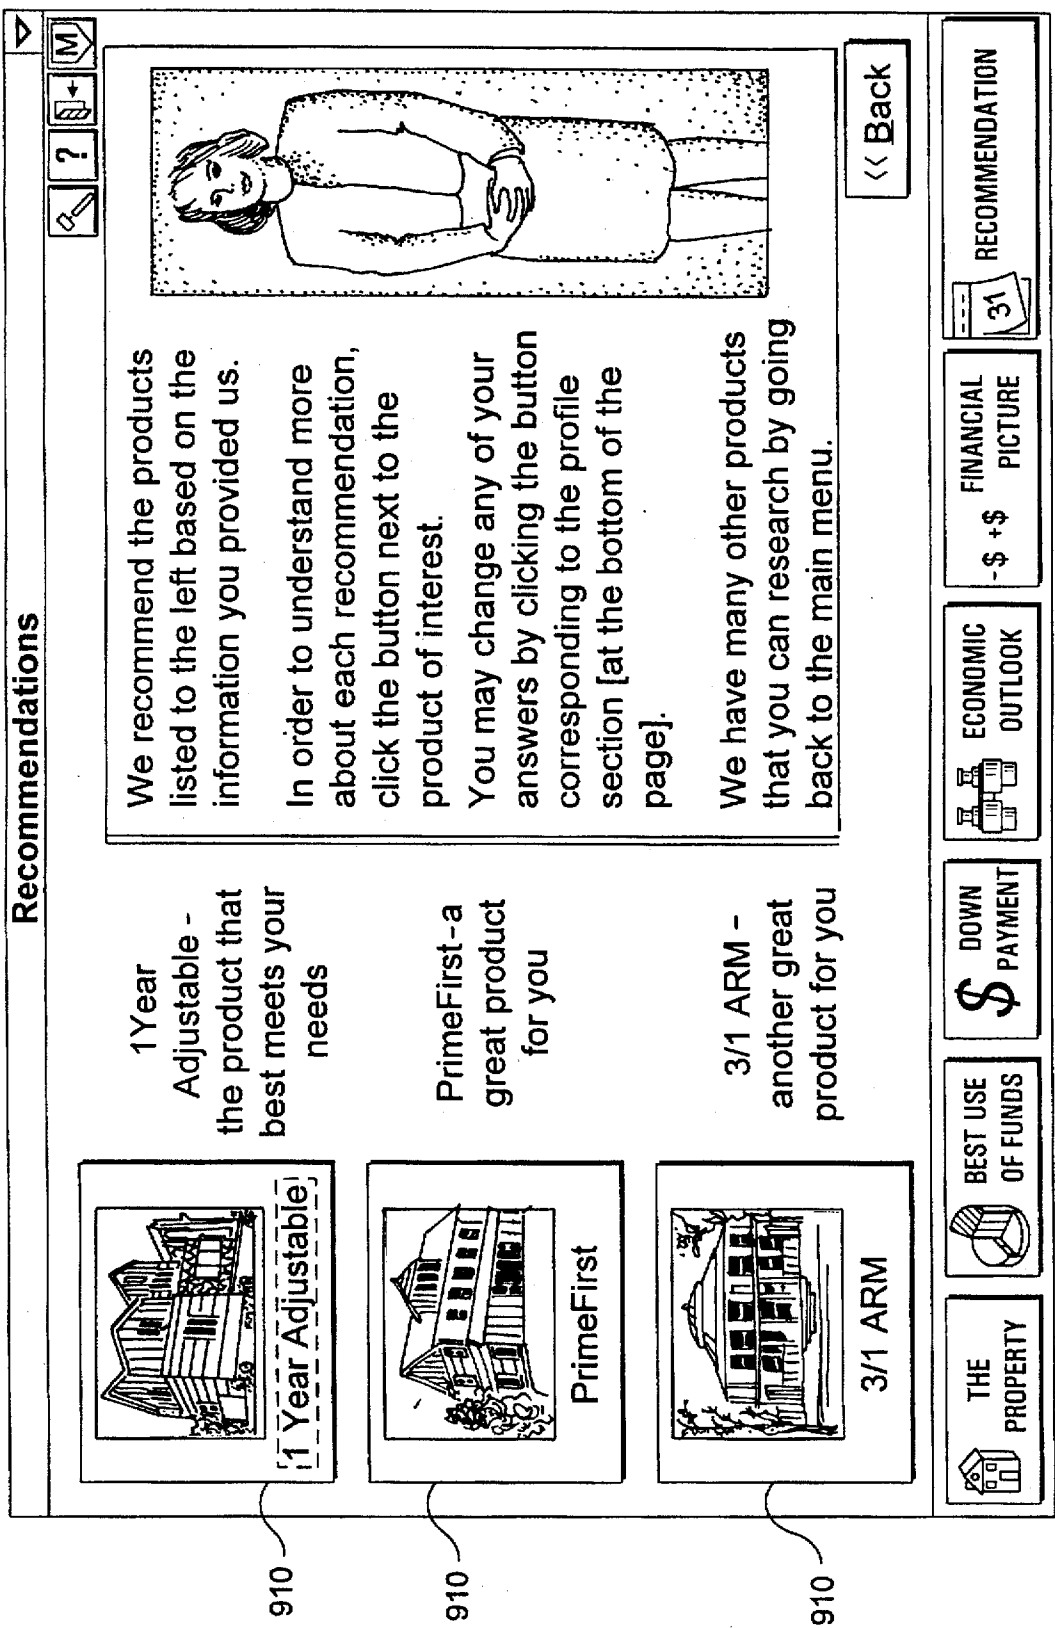 Recommendations
?
M
910
1 Year Adjustable
1Year
Adjustable -
the product that
best meets your
needs
910
PrimeFirst
PrimeFirst-a
great product
for you
910
3/1 ARM
3/1 ARM –
another great
product for you
We recommend the products
listed to the left based on the
information you provided us.
In order to understand more
about each recommendation,
click the button next to the
product of interest.
You may change any of your
answers by clicking the button
corresponding to the profile
section [at the bottom of the
page].
We have many other products
that you can research by going
back to the main menu.
<< Back
THE
PROPERTY
BEST USE
OF FUNDS
$
DOWN
PAYMENT
ECONOMIC
OUTLOOK
-$ +$
FINANCIAL
PICTURE
31
RECOMMENDATION